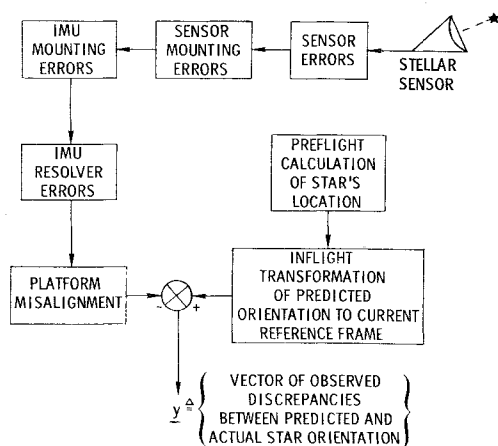 IMU
MOUNTING
ERRORS
SENSOR
MOUNTING
ERRORS
SENSOR
ERRORS
STELLAR
SENSOR
IMU
RESOLVER
ERRORS
PREFLIGHT
CALCULATION
OF STAR'S
LOCATION
PLATFORM
MISALIGNMENT
- +
INFLIGHT
TRANSFORMATION
OF PREDICTED
ORIENTATION TO CURRENT
REFERENCE FRAME
y ≜
VECTOR OF OBSERVED
DISCREPANCIES
BETWEEN PREDICTED AND
ACTUAL STAR ORIENTATION